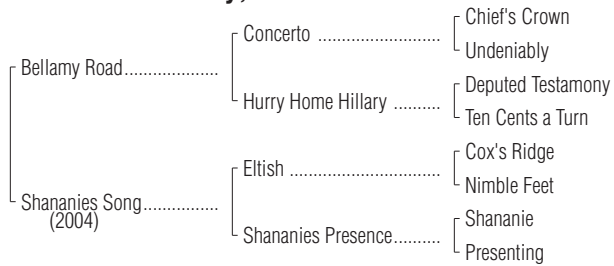 Chief's Crown
Concerto ........................
Undeniably
Bellamy Road...................
Deputed Testamony
Hurry Home Hillary ..........
Ten Cents a Turn
Cox's Ridge
Eltish ..............................
Nimble Feet
Shananies Song...............
(2004)
Shananie
Shananies Presence..........
Presenting